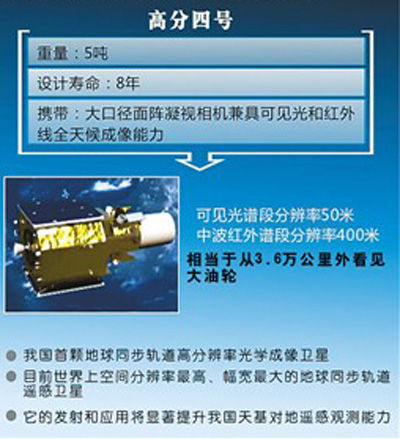 高分四号
重量：5吨
设计寿命：8年
携带：大口径面阵凝视相机兼具可见光和红外
线全天候成像能力
可见光谱段分辨率50米
中波红外谱段分辨率400米
相当于从3.6万公里外看见
大油轮
我国首颗地球同步轨道高分辨率光学成像卫星
目前世界上空间分辨率最高、幅宽最大的地球同步轨道
遥感卫星
它的发射和应用将显著提升我国天基对地遥感观测能力